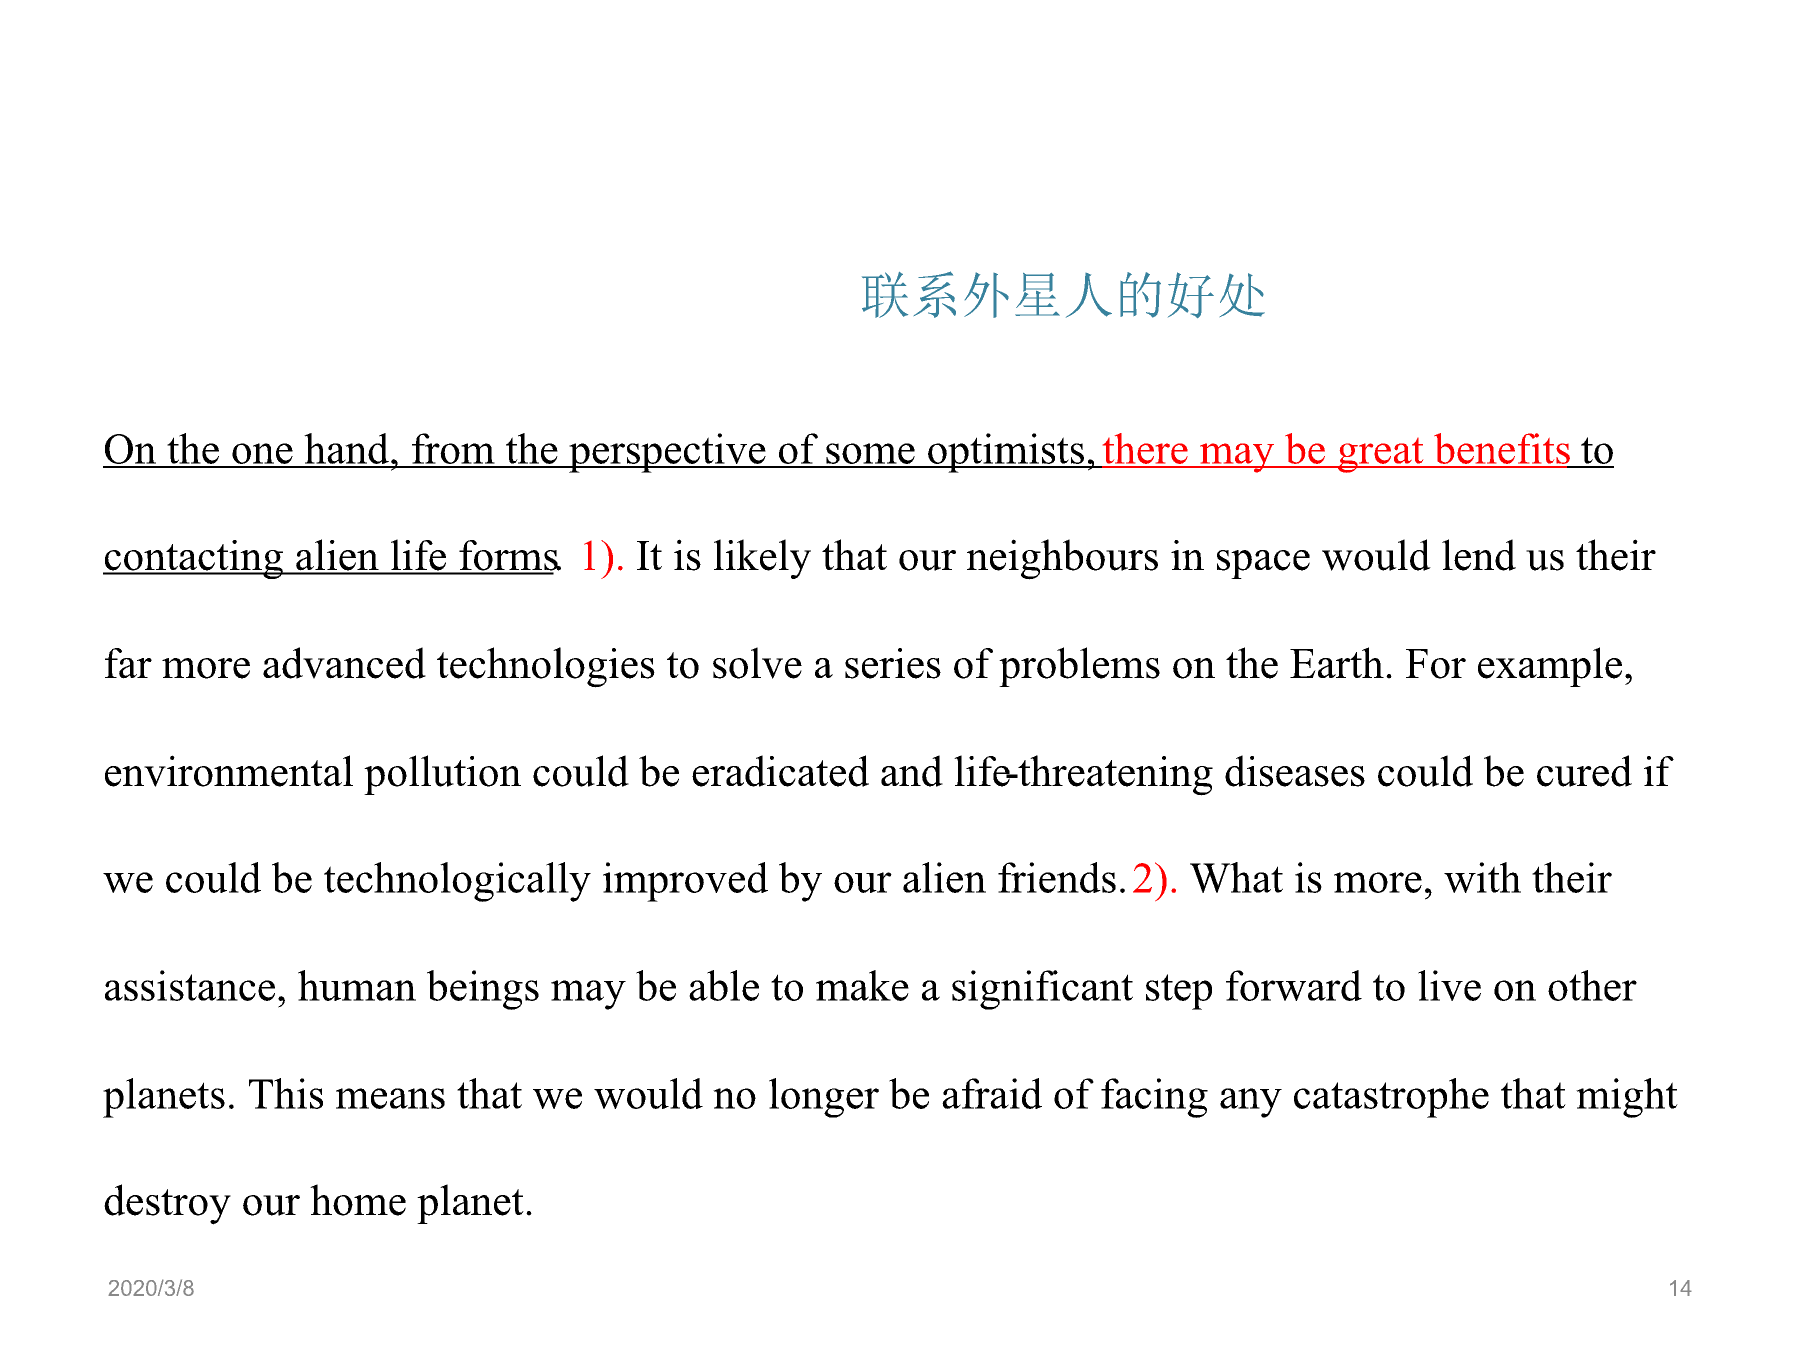 联系外星人的好处
On the one hand, from the perspective of some optimists, there may be great benefits to
contacting alien life forms. 1). It is likely that our neighbours in space would lend us their
far more advanced technologies to solve a series of problems on the Earth. For example,
environmental pollution could be eradicated and life-threatening diseases could be cured if
we could be technologically improved by our alien friends. 2). What is more, with their
assistance, human beings may be able to make a significant step forward to live on other
planets. This means that we would no longer be afraid of facing any catastrophe that might
destroy our home planet.
2020/3/8
14